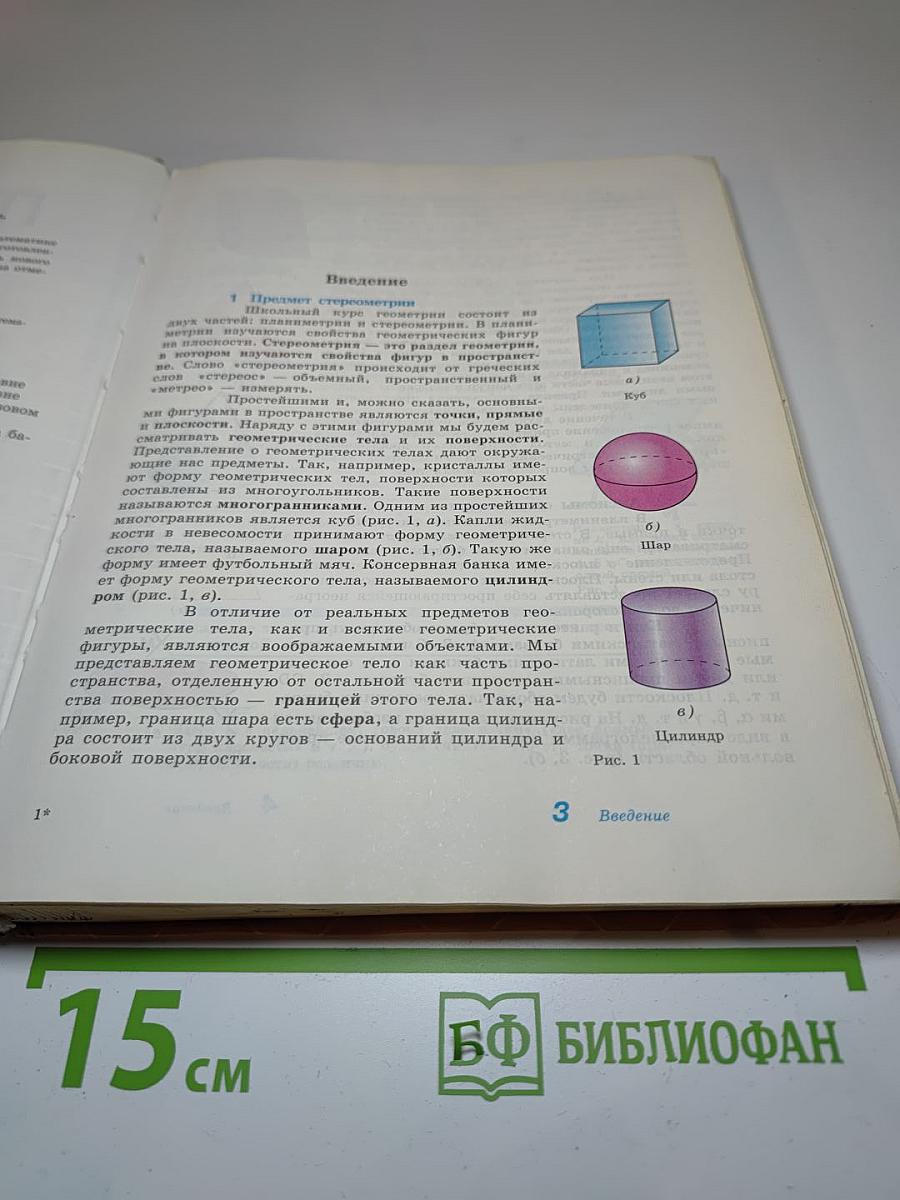 Введение
1 Предмет стереометрии
Школьный курс геометрии состоит из
двух частей: планиметрии и стереометрии. В плани-
метрии изучаются свойства геометрических фигур
на плоскости. Стереометрия — это раздел геометрии,
в котором изучаются свойства фигур в пространст-
ве. Слово «стереометрия» происходит от греческих
слов «стереос» — объемный, пространственный и
«метрео» — измерять.
Простейшими и, можно сказать, основны-
ми фигурами в пространстве являются точки, прямые
и плоскости. Наряду с этими фигурами мы будем рас-
сматривать геометрические тела и их поверхности.
Представление о геометрических телах дают окружа-
ющие нас предметы. Так, например, кристаллы име-
ют форму геометрических тел, поверхности которых
составлены из многоугольников. Такие поверхности
называются многогранниками. Одним из простейших
многогранников является куб (рис. 1, а). Капли жид-
кости в невесомости принимают форму геометриче-
ского тела, называемого шаром (рис. 1, б). Такую же
форму имеет футбольный мяч. Консервная банка име-
ет форму геометрического тела, называемого цилинд-
ром (рис. 1, в).
В отличие от реальных предметов гео-
метрические тела, как и всякие геометрические
фигуры, являются воображаемыми объектами. Мы
представляем геометрическое тело как часть про-
странства, отделенную от остальной части простран-
ства поверхностью — границей этого тела. Так, на-
пример, граница шара есть сфера, а граница цилинд-
ра состоит из двух кругов — оснований цилиндра и
боковой поверхности.
а)
Куб
б)
Шар
в)
Цилиндр
Рис. 1
1*
3 Введение
15 см
БФ БИБЛИОФАН